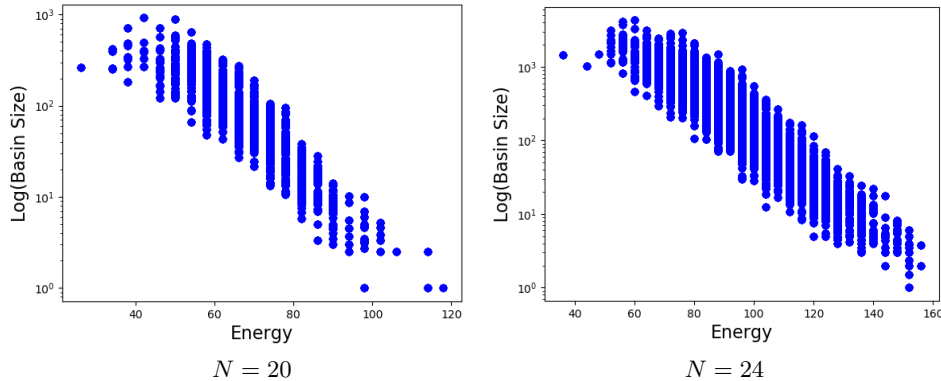 10³
10²
10¹
10⁰
Log(Basin Size)
40 60 80 100 120
Energy
N = 20
10³
10²
10¹
10⁰
Log(Basin Size)
40 60 80 100 120 140 160
Energy
N = 24